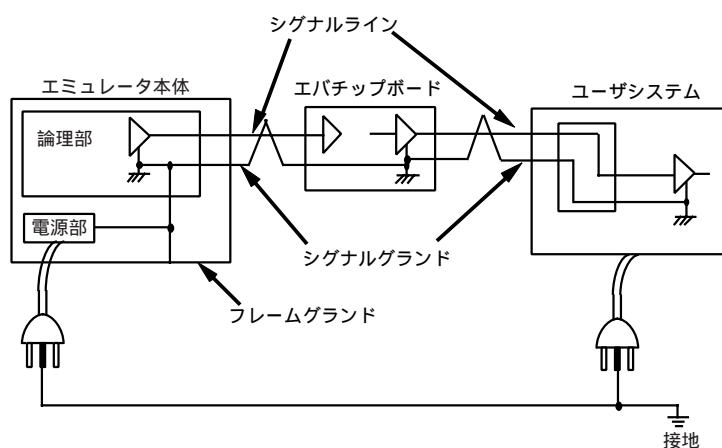 シグナルライン
エミュレータ本体
エバチップボード
ユーザシステム
論理部
電源部
シグナルグランド
フレームグランド
接地